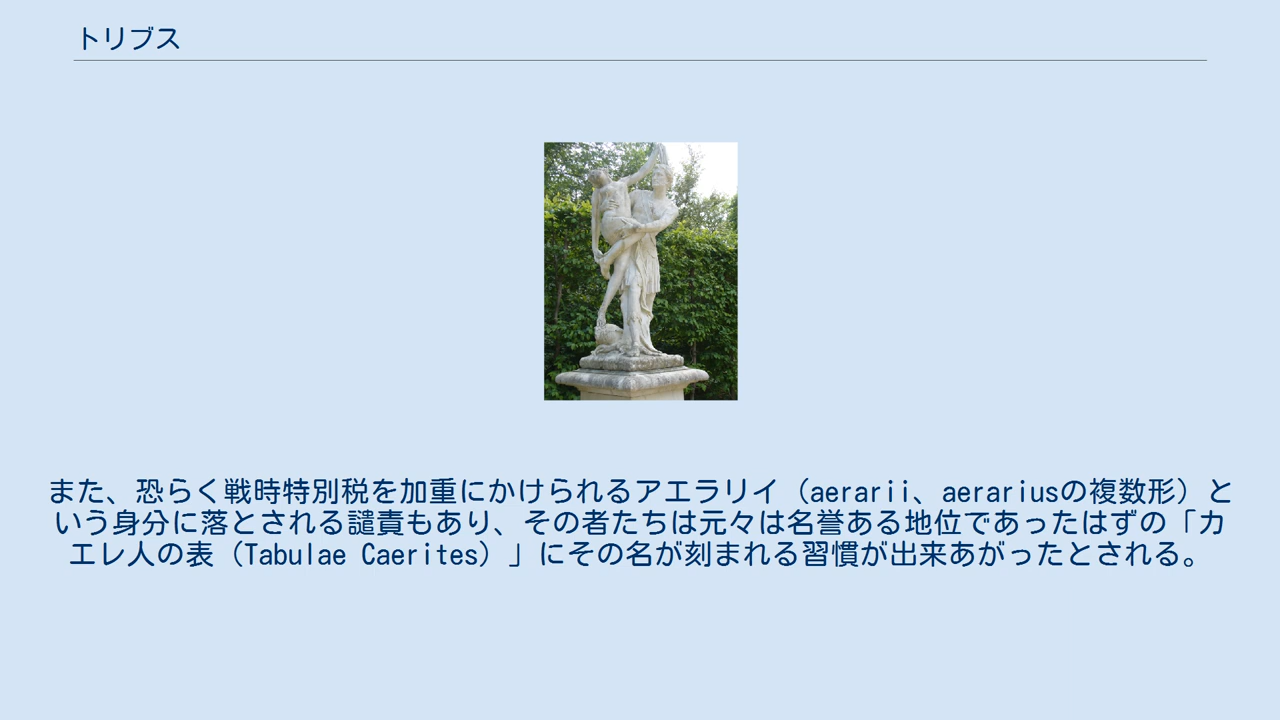 トリブス
また、恐らく戦時特別税を加重にかけられるアエラリイ（aerarii、aerariusの複数形）と
いう身分に落とされる譴責もあり、その者たちは元々は名誉ある地位であったはずの「カ
エレ人の表（Tabulae Caerites）」にその名が刻まれる習慣が出来あがったとされる。